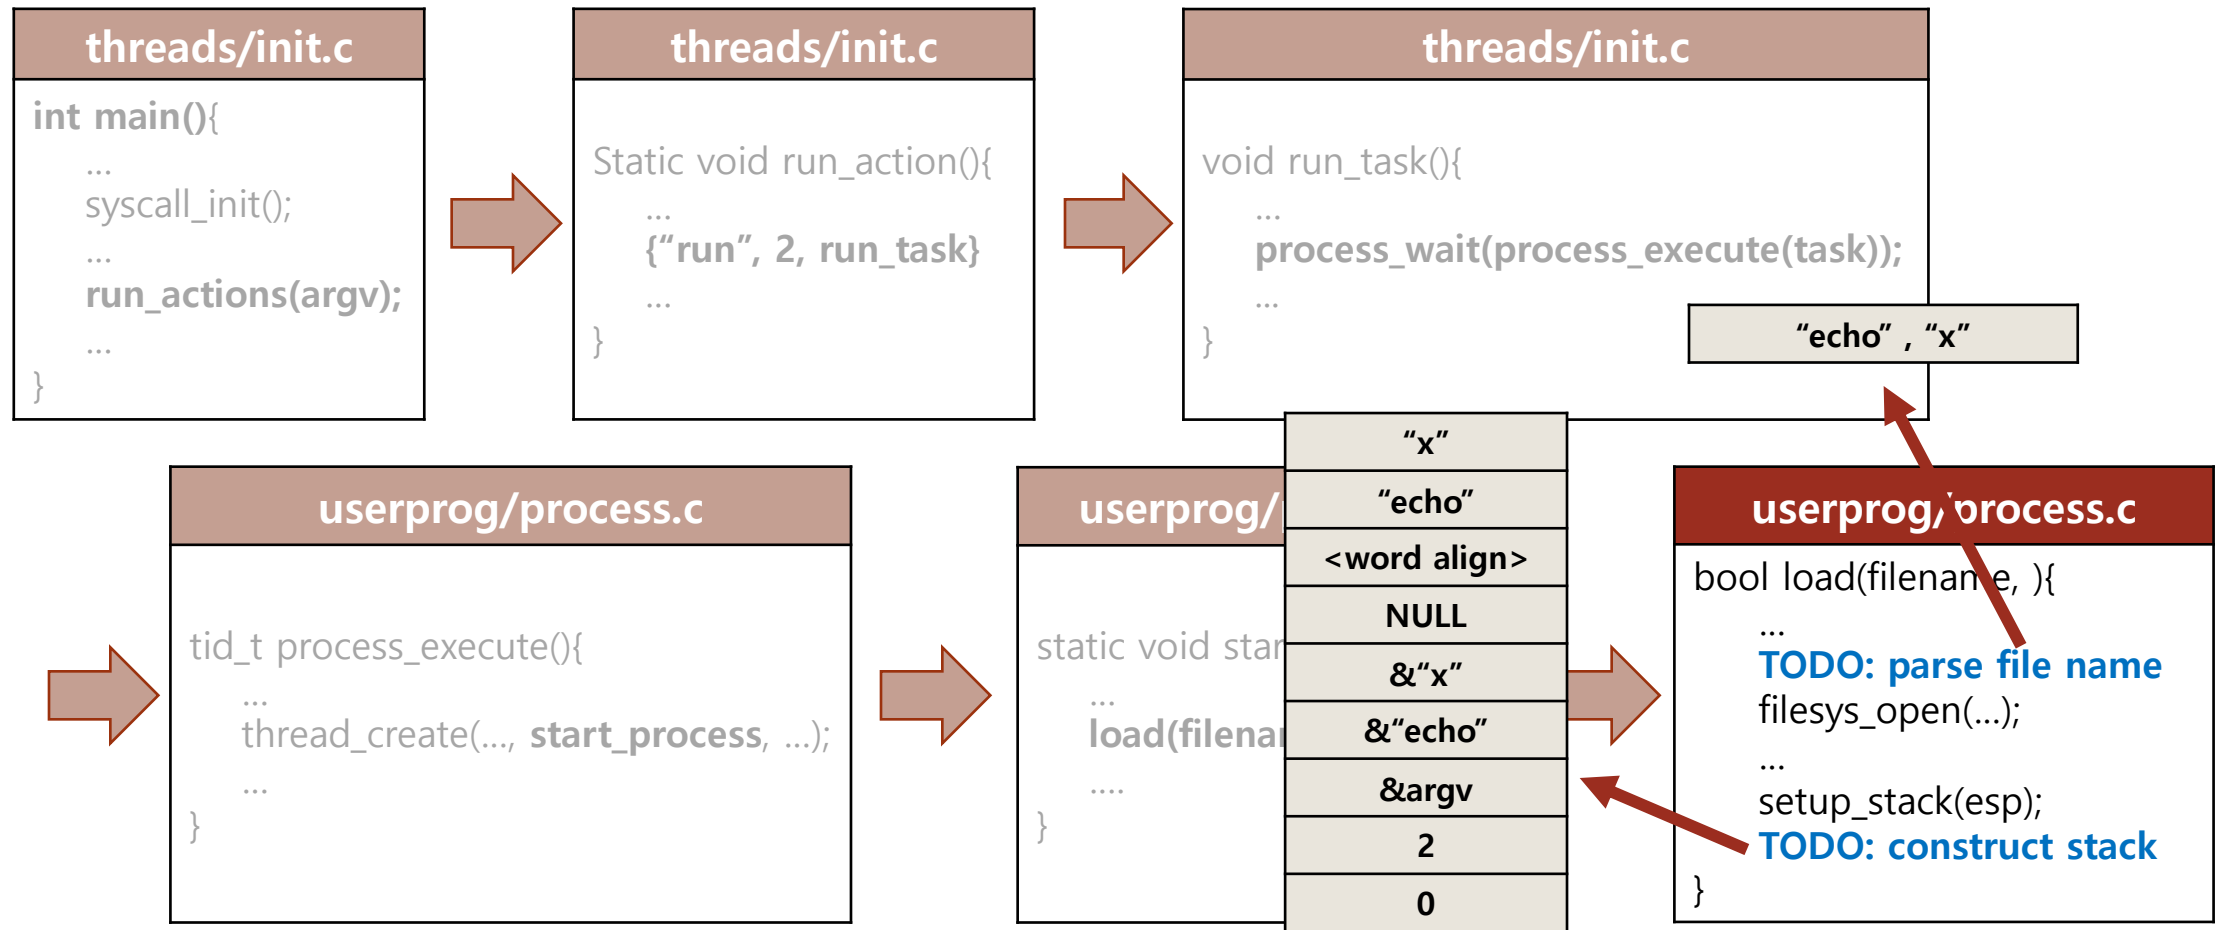 threads/init.c
int main(){
...
syscall_init();
...
run_actions(argv);
...
}
threads/init.c
Static void run_action(){
...
{“run”, 2, run_task}
...
}
threads/init.c
void run_task(){
...
process_wait(process_execute(task));
...
}
“echo” , “x”
userprog/process.c
tid_t process_execute(){
...
thread_create(..., start_process, ...);
...
}
userprog/
static void star
...
load(filena
....
}
“x”
“echo”
<word align>
NULL
&“x”
&“echo”
&argv
2
0
userprog/process.c
bool load(filename, ){
...
TODO: parse file name
filesys_open(...);
...
setup_stack(esp);
TODO: construct stack
}